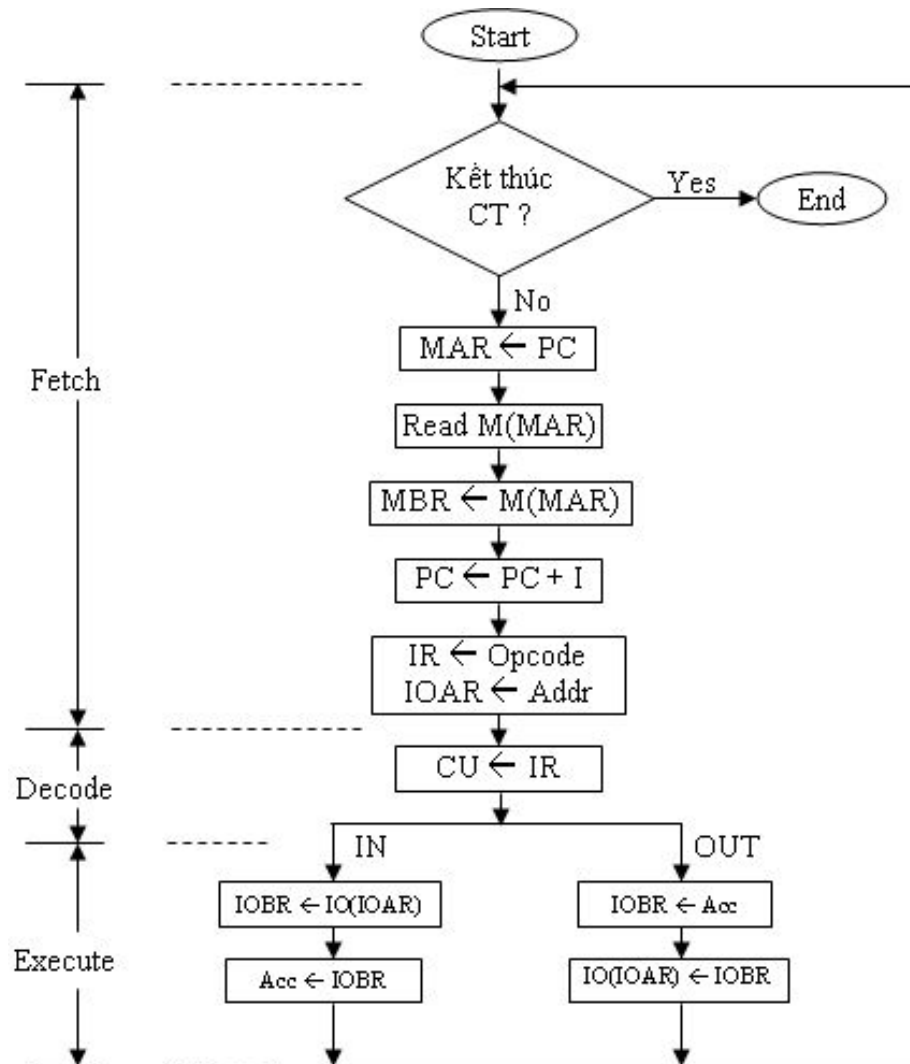 Start
Kết thúc
CT ?
Yes
End
No
MAR ← PC
Fetch
Read M(MAR)
MBR ← M(MAR)
PC ← PC + I
IR ← Opcode
IOAR ← Addr
CU ← IR
Decode
IN
OUT
IOBR ← IO(IOAR)
IOBR ← Acc
Execute
Acc ← IOBR
IO(IOAR) ← IOBR